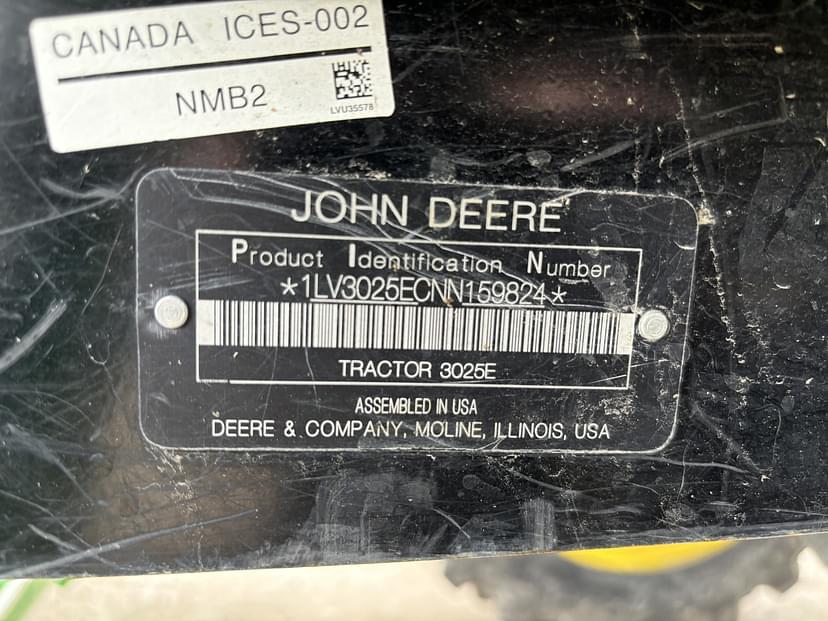 CANADA ICES-002
NMB2
LVU35578
JOHN DEERE
Product Identification Number
*1LV3025ECNN159824*
TRACTOR 3025E
ASSEMBLED IN USA
DEERE & COMPANY, MOLINE, ILLINOIS, USA